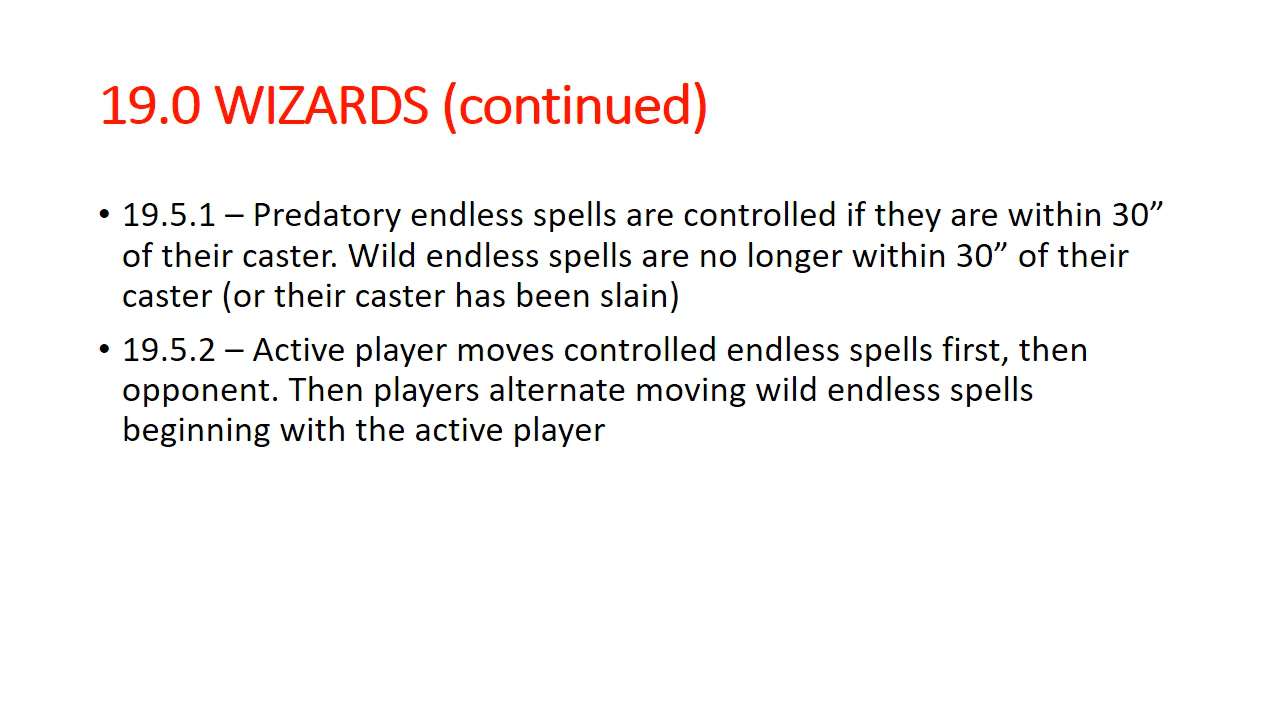 19.0 WIZARDS (continued)
• 19.5.1 – Predatory endless spells are controlled if they are within 30”
of their caster. Wild endless spells are no longer within 30” of their
caster (or their caster has been slain)
• 19.5.2 – Active player moves controlled endless spells first, then
opponent. Then players alternate moving wild endless spells
beginning with the active player